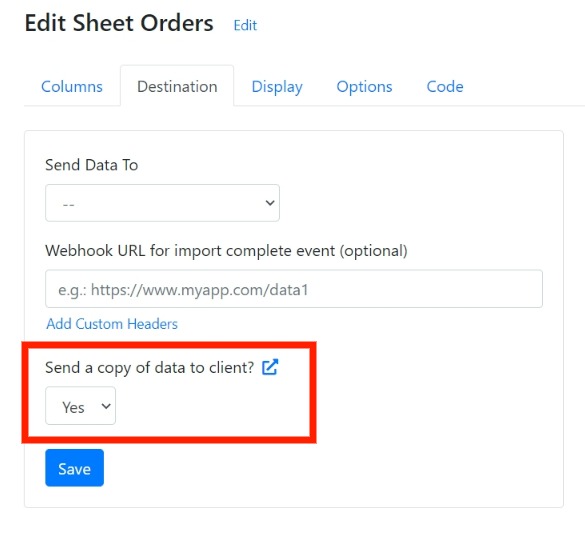 Edit Sheet Orders Edit
Columns Destination Display Options Code
Send Data To
--
Webhook URL for import complete event (optional)
e.g.: https://www.myapp.com/data1
Add Custom Headers
Send a copy of data to client?
Yes
Save